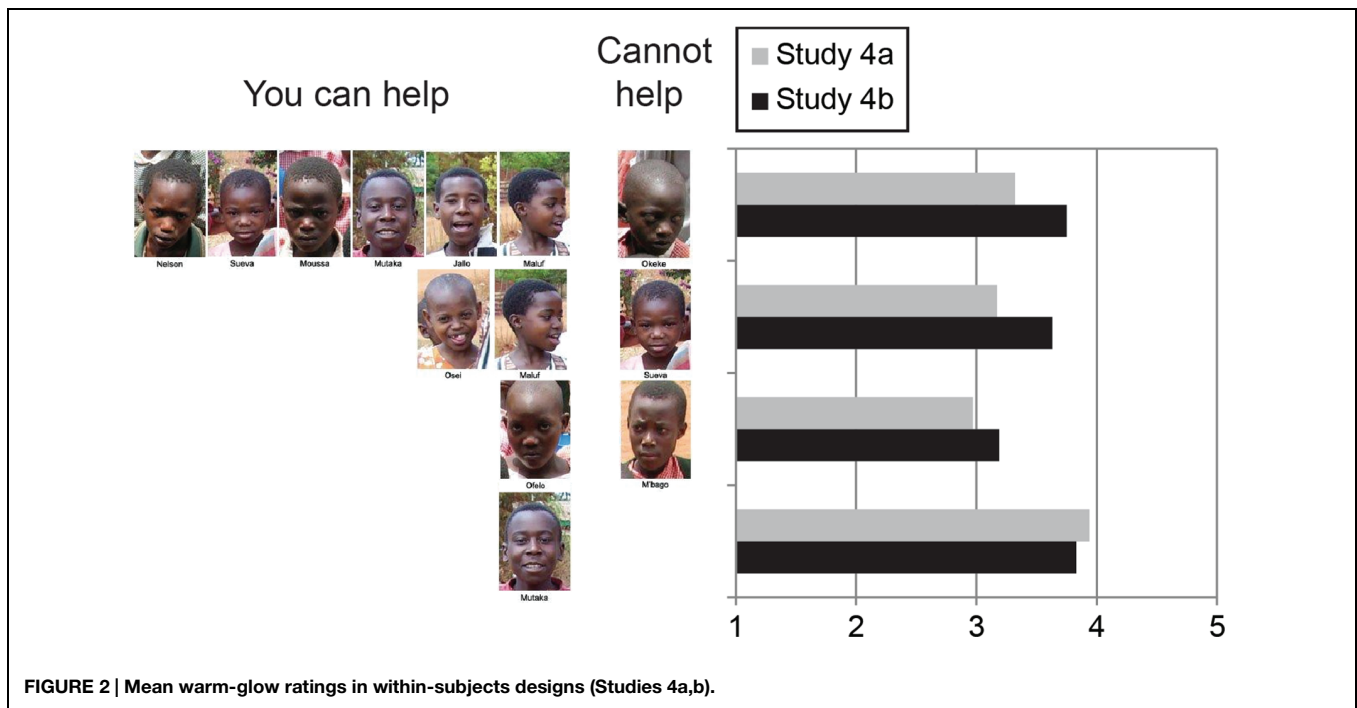 You can help
Cannot
help
Study 4a
Study 4b
Nelson Sueva Moussa Mutaka Jallo Maluf Okeke
Osei Maluf Sueva
Ofelo M'bago
Mutaka
1 2 3 4 5
FIGURE 2 | Mean warm-glow ratings in within-subjects designs (Studies 4a,b).